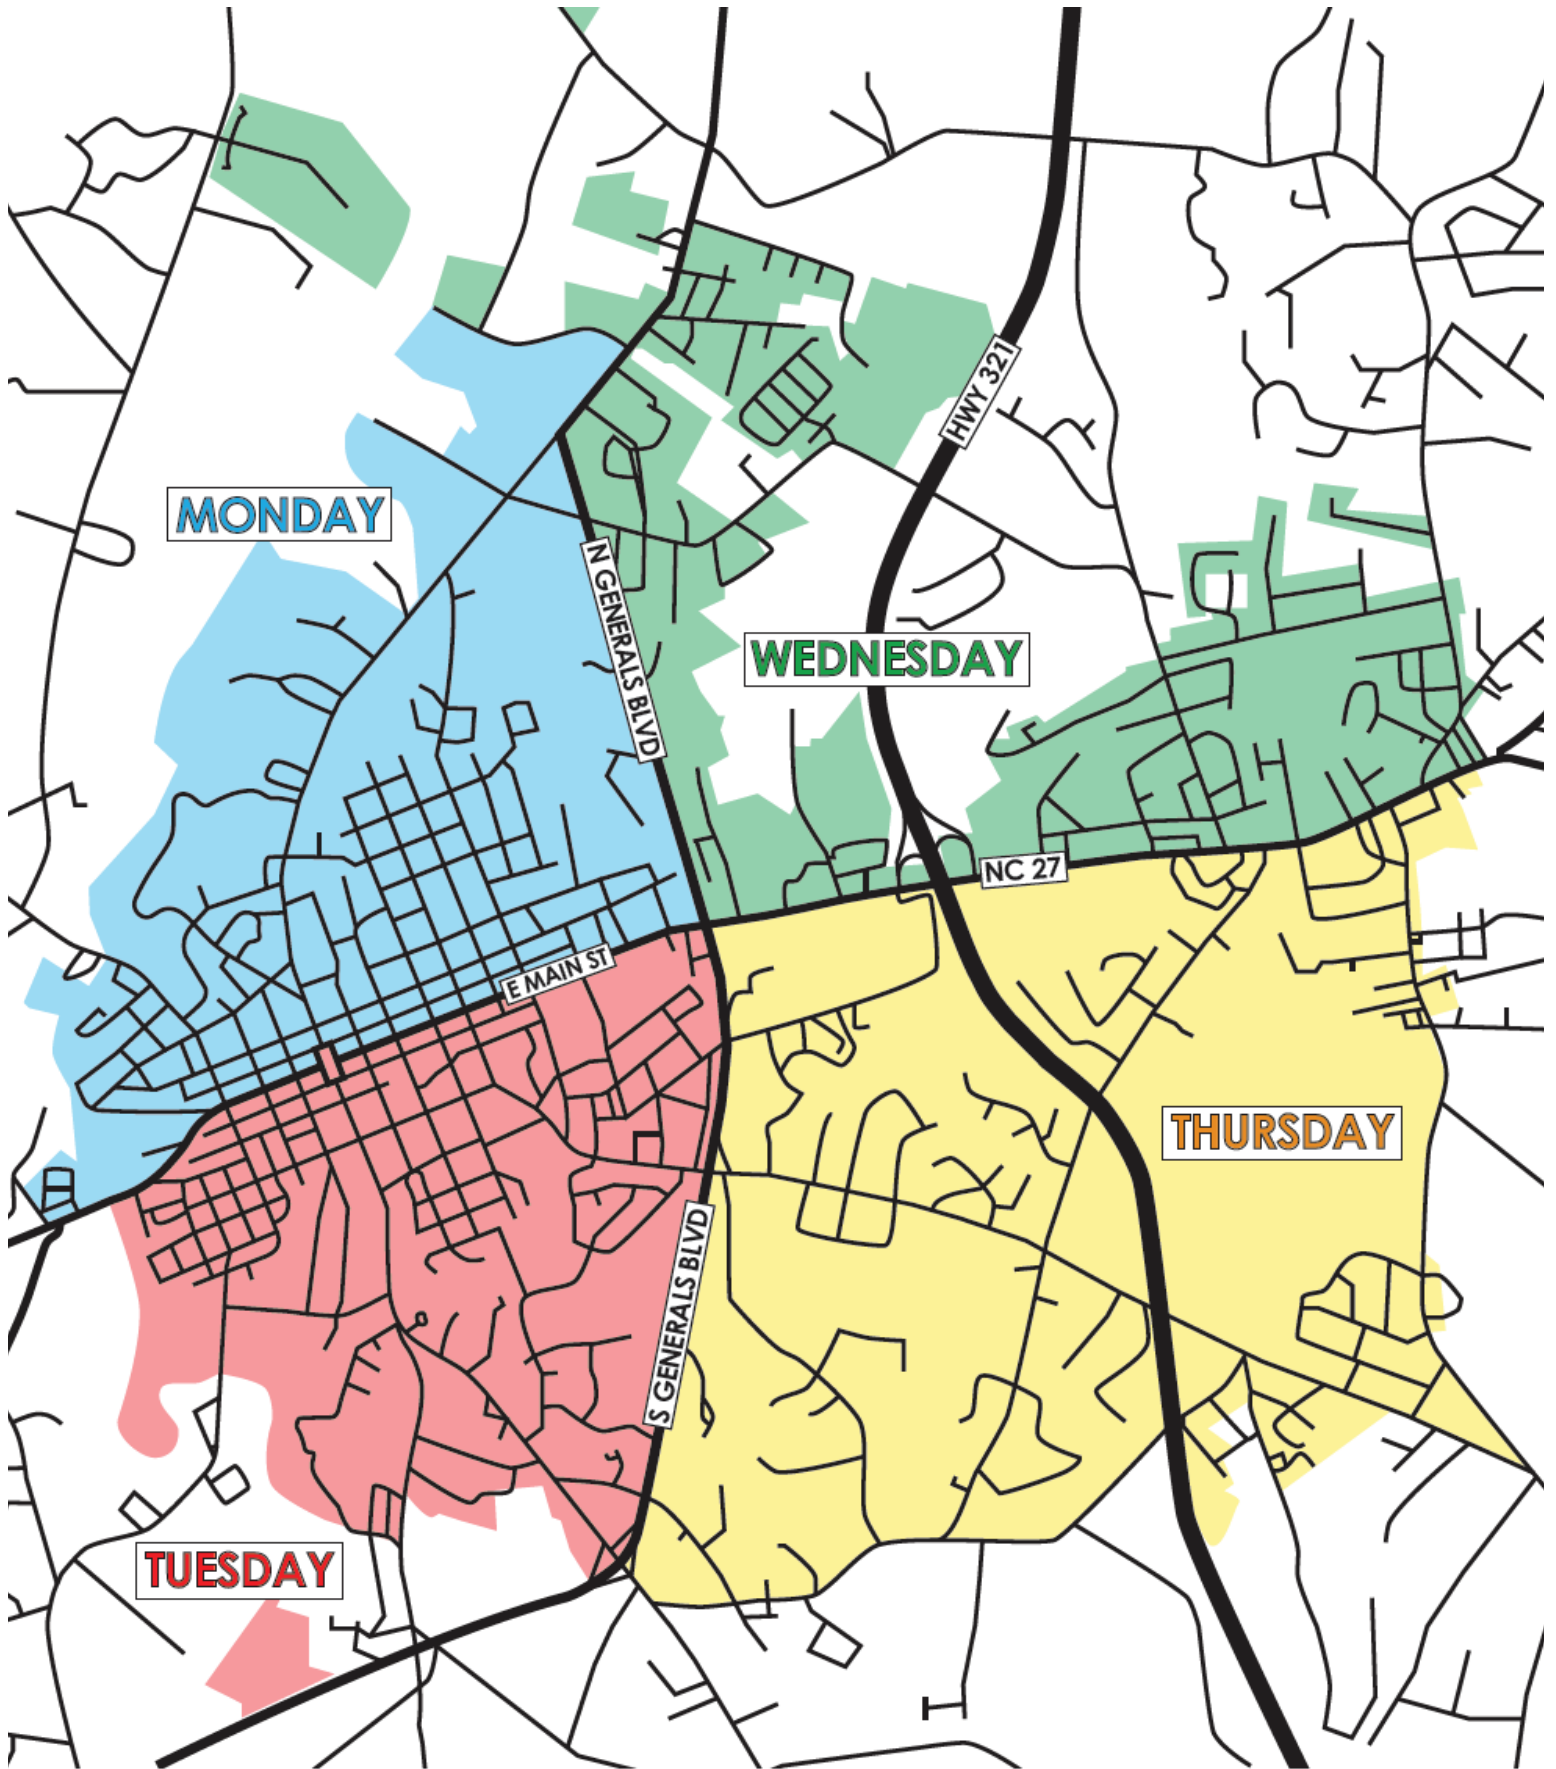 HWY 321
MONDAY
N GENERALS BLVD
WEDNESDAY
NC 27
E MAIN ST
THURSDAY
S GENERALS BLVD
TUESDAY